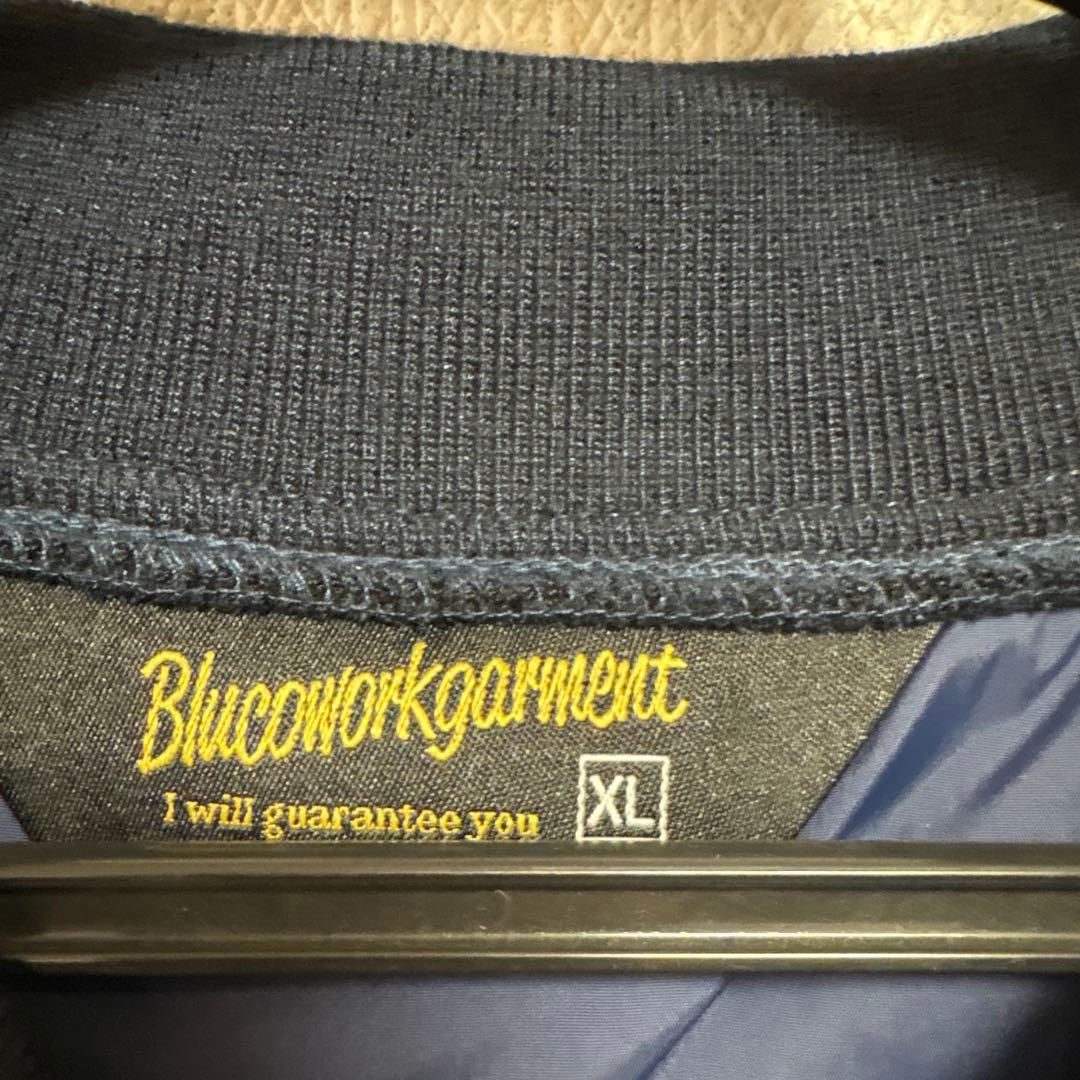 Blucoworkgarment
I will guarantee you
XL